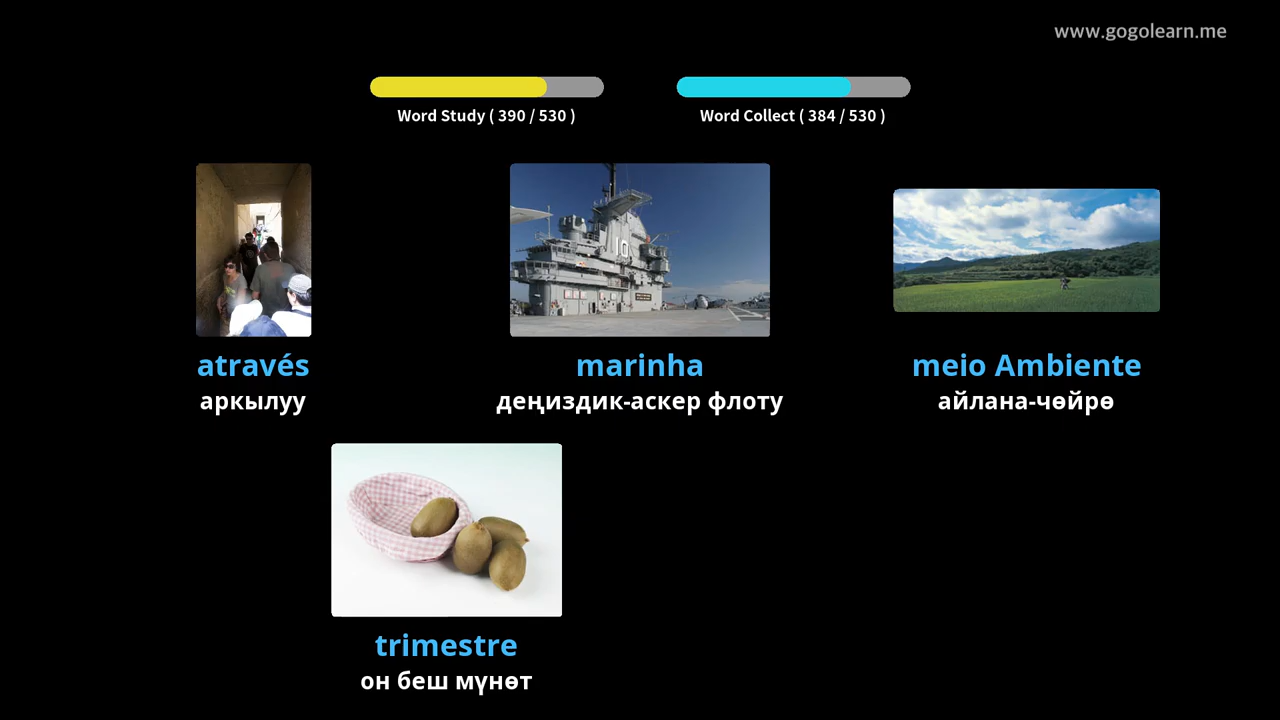 www.gogolearn.me
Word Study ( 390 / 530 )
Word Collect ( 384 / 530 )
através
аркылуу
marinha
деңиздик-аскер флоту
meio Ambiente
айлана-чөйрө
10
trimestre
он беш мүнөт